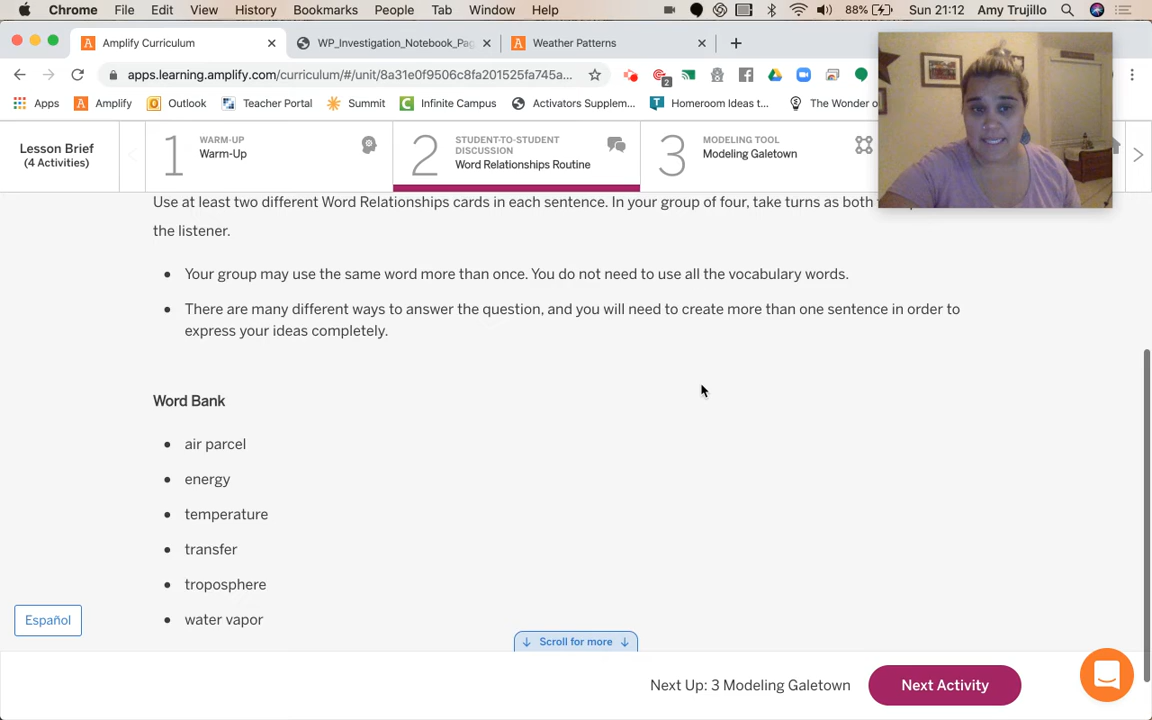 Chrome File Edit View History Bookmarks People Tab Window Help 88% Sun 21:12 Amy Trujillo
Amplify Curriculum WP_Investigation_Notebook_Pag Weather Patterns
apps.learning.amplify.com/curriculum/#/unit/8a31e0f9506c8fa201525fa745a... 2
Apps Amplify Outlook Teacher Portal Summit Infinite Campus Activators Supplem... Homeroom Ideas t... The Wonder o
Lesson Brief
(4 Activities)
1 WARM-UP
Warm-Up
2 STUDENT-TO-STUDENT
DISCUSSION
Word Relationships Routine
3 MODELING TOOL
Modeling Galetown
Use at least two different Word Relationships cards in each sentence. In your group of four, take turns as both
the listener.
Your group may use the same word more than once. You do not need to use all the vocabulary words.
There are many different ways to answer the question, and you will need to create more than one sentence in order to
express your ideas completely.
Word Bank
air parcel
energy
temperature
transfer
troposphere
water vapor
Español
Scroll for more
Next Up: 3 Modeling Galetown Next Activity